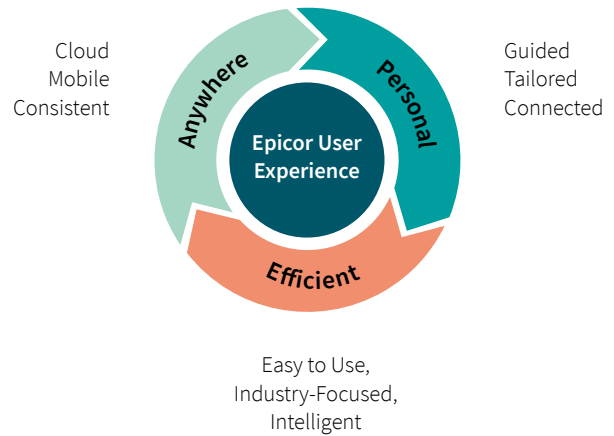 Cloud
Mobile
Consistent
Anywhere
Personal
Guided
Tailored
Connected
Epicor User
Experience
Efficient
Easy to Use,
Industry-Focused,
Intelligent